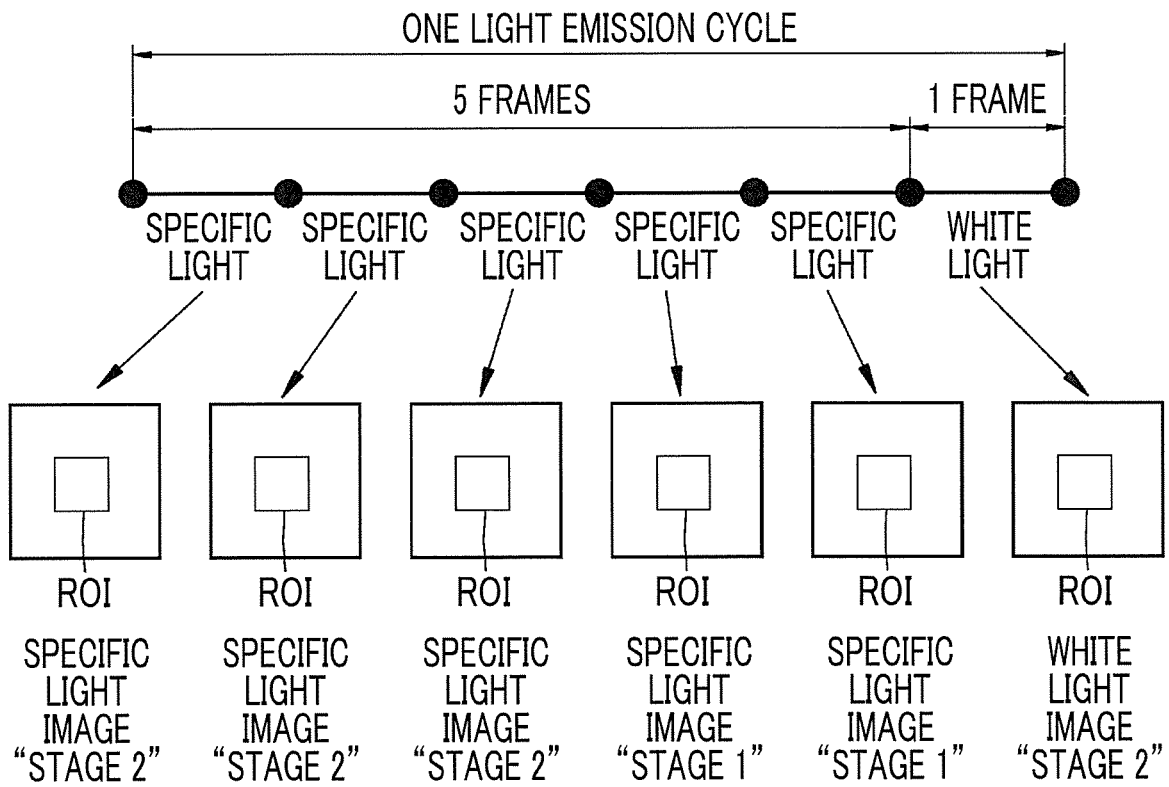 ONE LIGHT EMISSION CYCLE
5 FRAMES
1 FRAME
SPECIFIC LIGHT
SPECIFIC LIGHT
SPECIFIC LIGHT
SPECIFIC LIGHT
SPECIFIC LIGHT
WHITE LIGHT
ROI
ROI
ROI
ROI
ROI
ROI
SPECIFIC
LIGHT
IMAGE
“STAGE 2”
SPECIFIC
LIGHT
IMAGE
“STAGE 2”
SPECIFIC
LIGHT
IMAGE
“STAGE 2”
SPECIFIC
LIGHT
IMAGE
“STAGE 1”
SPECIFIC
LIGHT
IMAGE
“STAGE 1”
WHITE
LIGHT
IMAGE
“STAGE 2”